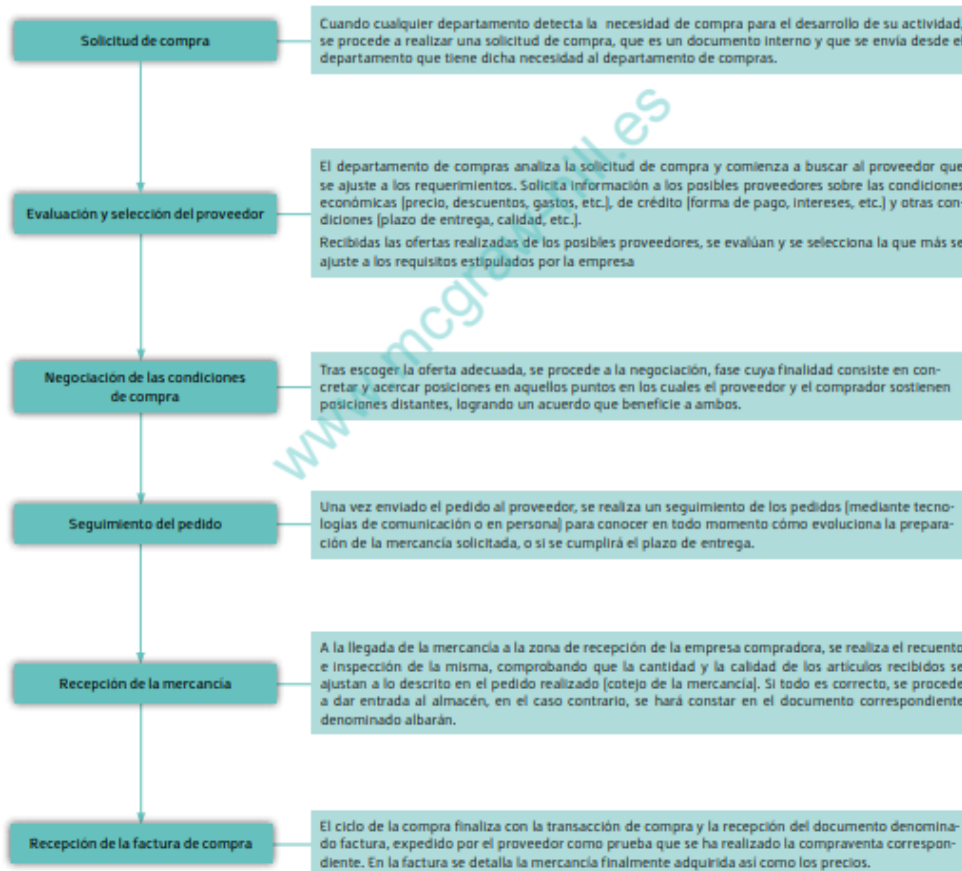 Solicitud de compra
Cuando cualquier departamento detecta la necesidad de compra para el desarrollo de su actividad,
se procede a realizar una solicitud de compra, que es un documento interno y que se envía desde el
departamento que tiene dicha necesidad al departamento de compras.
Evaluación y selección del proveedor
El departamento de compras analiza la solicitud de compra y comienza a buscar al proveedor que
se ajuste a los requerimientos. Solicita información a los posibles proveedores sobre las condiciones
económicas (precio, descuentos, gastos, etc.), de crédito (forma de pago, intereses, etc.) y otras con-
diciones (plazo de entrega, calidad, etc.).
Recibidas las ofertas realizadas de los posibles proveedores, se evalúan y se selecciona la que más se
ajuste a los requisitos estipulados por la empresa
Negociación de las condiciones
de compra
Tras escoger la oferta adecuada, se procede a la negociación, fase cuya finalidad consiste en con-
cretar y acercar posiciones en aquellos puntos en los cuales el proveedor y el comprador sostienen
posiciones distantes, logrando un acuerdo que beneficie a ambos.
Seguimiento del pedido
Una vez enviado el pedido al proveedor, se realiza un seguimiento de los pedidos (mediante tecno-
logías de comunicación o en persona) para conocer en todo momento cómo evoluciona la prepara-
ción de la mercancía solicitada, o si se cumplirá el plazo de entrega.
Recepción de la mercancía
A la llegada de la mercancía a la zona de recepción de la empresa compradora, se realiza el recuento
e inspección de la misma, comprobando que la cantidad y la calidad de los artículos recibidos se
ajustan a lo descrito en el pedido realizado (cotejo de la mercancía). Si todo es correcto, se procede
a dar entrada al almacén, en el caso contrario, se hará constar en el documento correspondiente
denominado albarán.
Recepción de la factura de compra
El ciclo de la compra finaliza con la transacción de compra y la recepción del documento denomina-
do factura, expedido por el proveedor como prueba que se ha realizado la compraventa correspon-
diente. En la factura se detalla la mercancía finalmente adquirida así como los precios.
www.mcgraw-hill.es